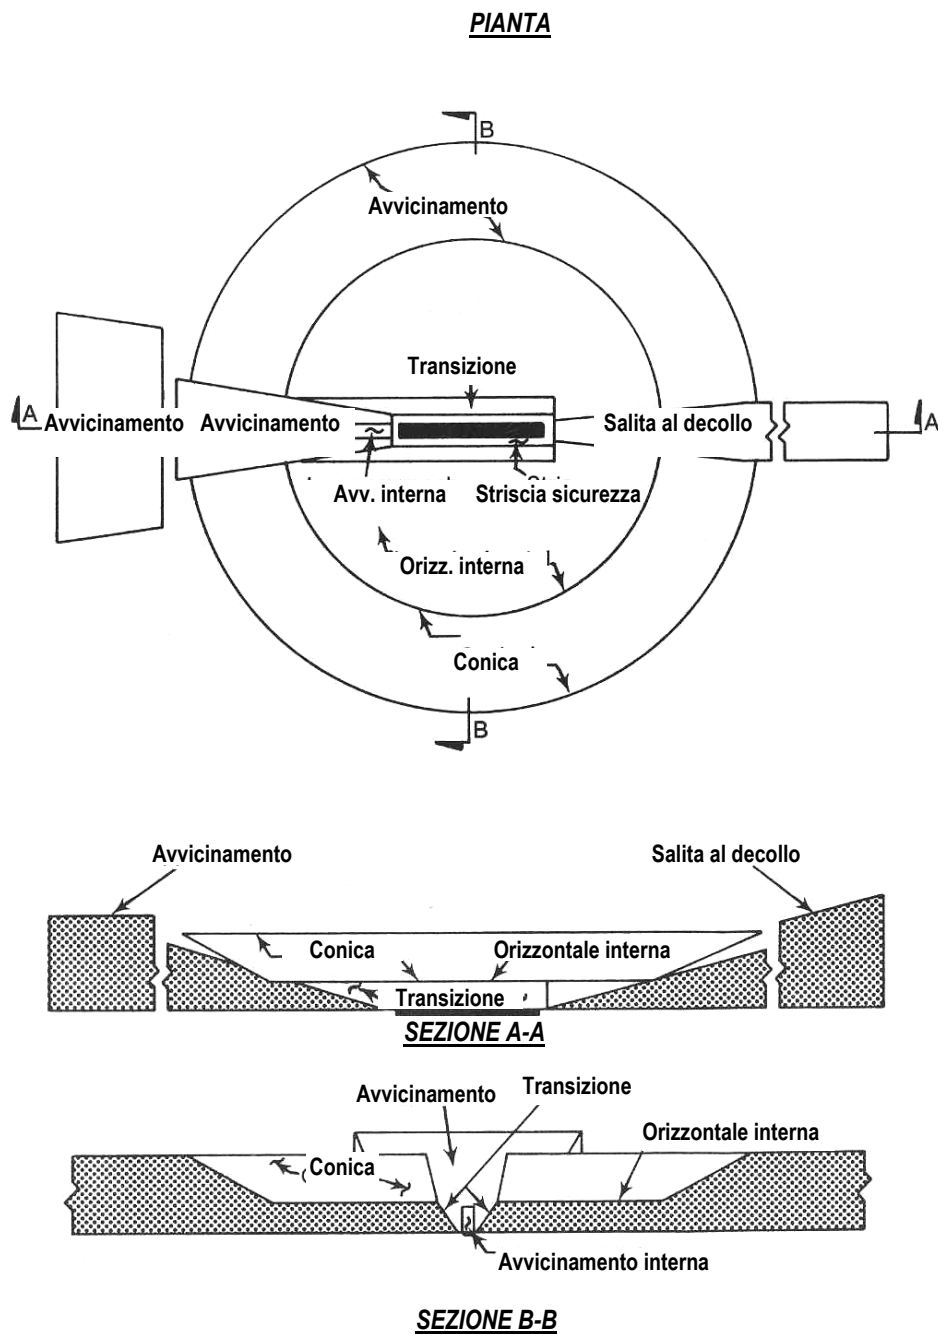 PIANTA
B
Avvicinamento
Transizione
A
Avvicinamento
Avvicinamento
Salita al decollo
A
Avv. interna
Striscia sicurezza
Orizz. interna
Conica
B
Avvicinamento
Salita al decollo
Conica
Orizzontale interna
Transizione
SEZIONE A-A
Avvicinamento
Transizione
Orizzontale interna
Conica
Avvicinamento interna
SEZIONE B-B